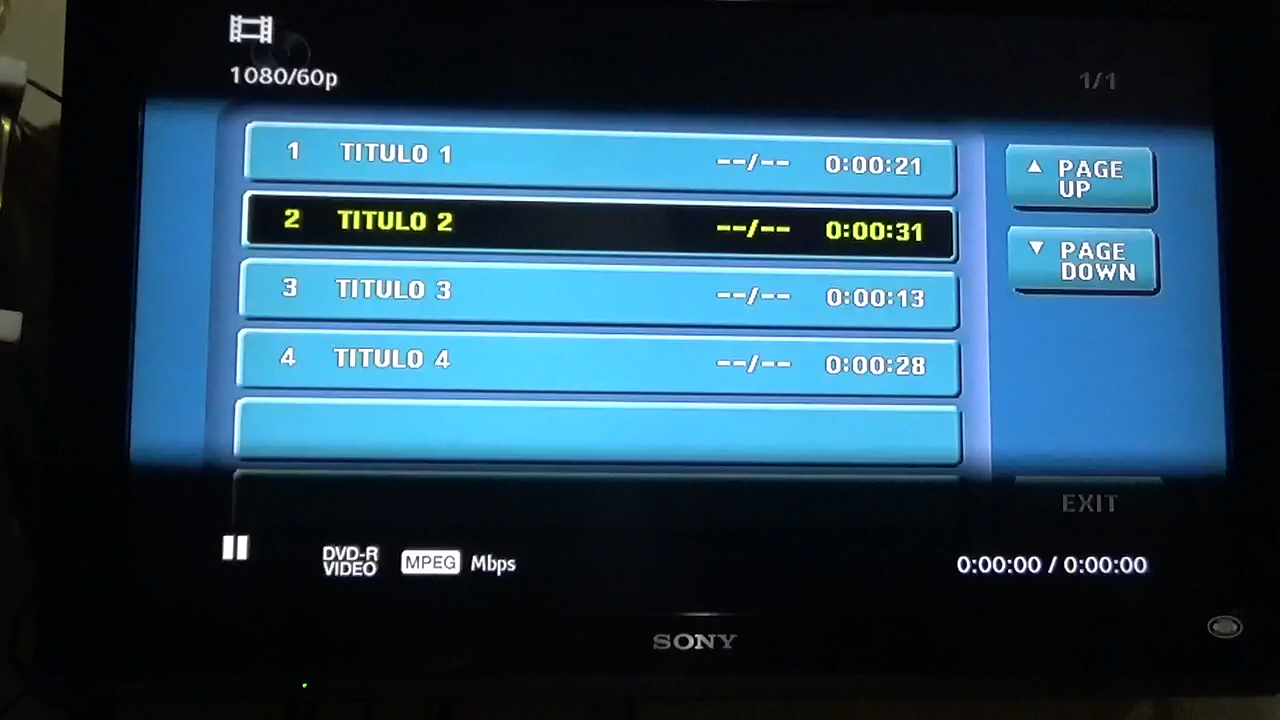 1080/60p
1/1
1 TITULO 1 --/-- 0:00:21
2 TITULO 2 --/-- 0:00:31
3 TITULO 3 --/-- 0:00:13
4 TITULO 4 --/-- 0:00:28
PAGE
UP
PAGE
DOWN
EXIT
DVD-R
VIDEO
MPEG Mbps
0:00:00 / 0:00:00
SONY